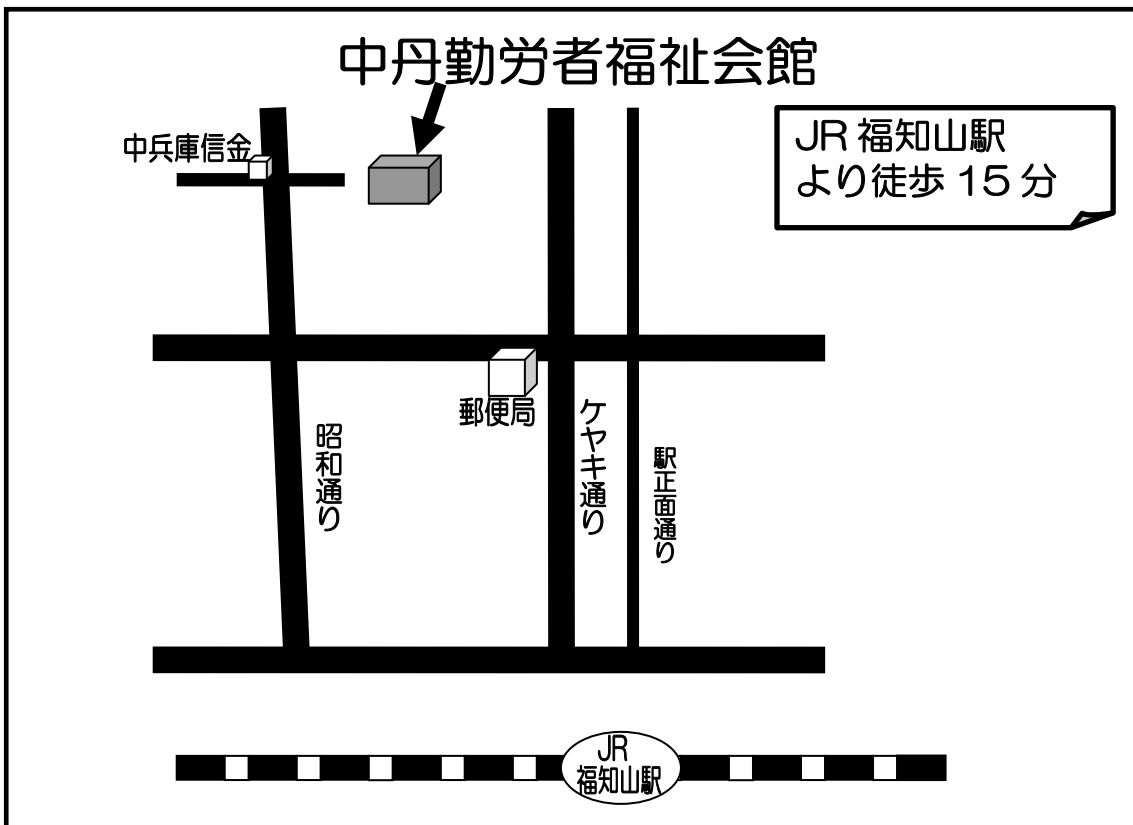 中丹勤労者福祉会館
中兵庫信金
JR 福知山駅
より徒歩 15 分
郵便局
昭和通り
ケヤキ通り
駅正面通り
JR
福知山駅